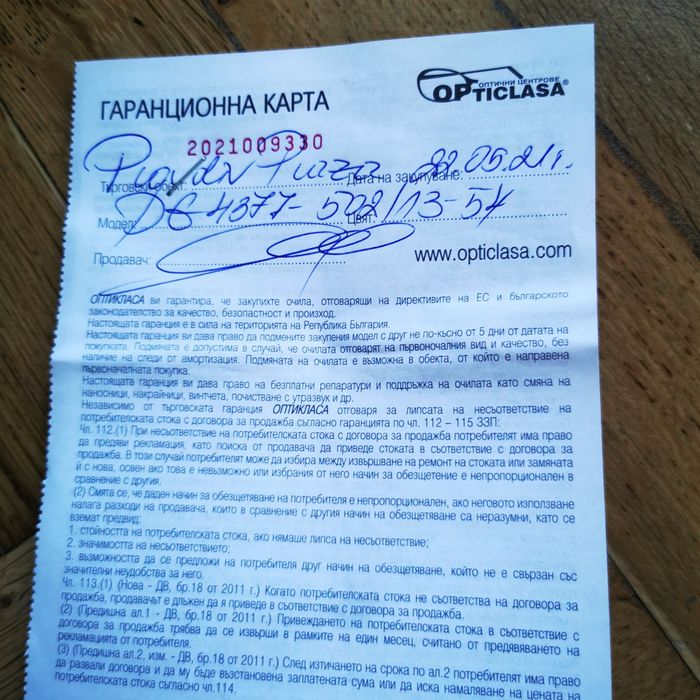 ОПТИЧНИ ЦЕНТРОВЕ
OPTICLASA®
ГАРАНЦИОННА КАРТА
2021009330
Plovdiv Plaza 22.05.21г.
Търговски обект: Дата на закупуване:
DG 4377-502/13-54
Модел: Цвят:
Продавач: www.opticlasa.com
ОПТИКЛАСА ви гарантира, че закупихте очила, отговарящи на директивите на ЕС и българското
законодателство за качество, безопастност и произход.
Настоящата гаранция е в сила на територията на Република България.
Настоящата гаранция ви дава право да подмените закупения модел с друг не по-късно от 5 дни от датата на
покупката. Подмяната е допустима в случай, че очилата отговарят на първоночалния вид и качество, без
наличие на следи от амортизация. Подмяната на очилата е възможна в обекта, от който е направена
първоначалната покупка.
Настоящата гаранция ви дава право на безплатни репаратури и поддръжка на очилата като смяна на
наносници, накрайници, винтчета, почистване с утразвук и др.
Независимо от търговската гаранция ОПТИКЛАСА отговаря за липсата на несъответствие на
потребителската стока с договора за продажба съгласно гаранцията по чл. 112 – 115 ЗЗП:
Чл. 112.(1) При несъответствие на потребителската стока с договора за продажба потребителят има право
да предяви рекламация, като поиска от продавача да приведе стоката в съответствие с договора за
продажба. В този случай потребителят може да избира между извършване на ремонт на стоката или замяната
й с нова, освен ако това е невъзможно или избрания от него начин за обезщетение е непропорционален в
сравнение с другия.
(2) Смята се, че даден начин за обезщетяване на потребителя е непропорционален, ако неговото използване
налага разходи на продавача, които в сравнение с другия начин на обезщетяване са неразумни, като се
вземат предвид:
1. стойността на потребителската стока, ако нямаше липса на несъответствие;
2. значимостта на несъответствието;
3. възможността да се предложи на потребителя друг начин на обезщетяване, който не е свързан със
значителни неудобства за него.
Чл. 113.(1) (Нова - ДВ, бр.18 от 2011 г.) Когато потребителската стока не съответства на договора за
продажба, продавачът е длъжен да я приведе в съответствие с договора за продажба.
(2) (Предишна ал.1 - ДВ, бр.18 от 2011 г.) Привеждането на потребителската стока в съответствие с
договора за продажба трябва да се извърши в рамките на един месец, считано от предявяването на
рекламацията от потребителя.
(3) (Предишна ал.2, изм. - ДВ, бр.18 от 2011 г.) След изтичането на срока по ал.2 потребителят има право
да развали договора и да му бъде възстановена заплатената сума или да иска намаляване на цената на
потребителската стока съгласно чл.114.